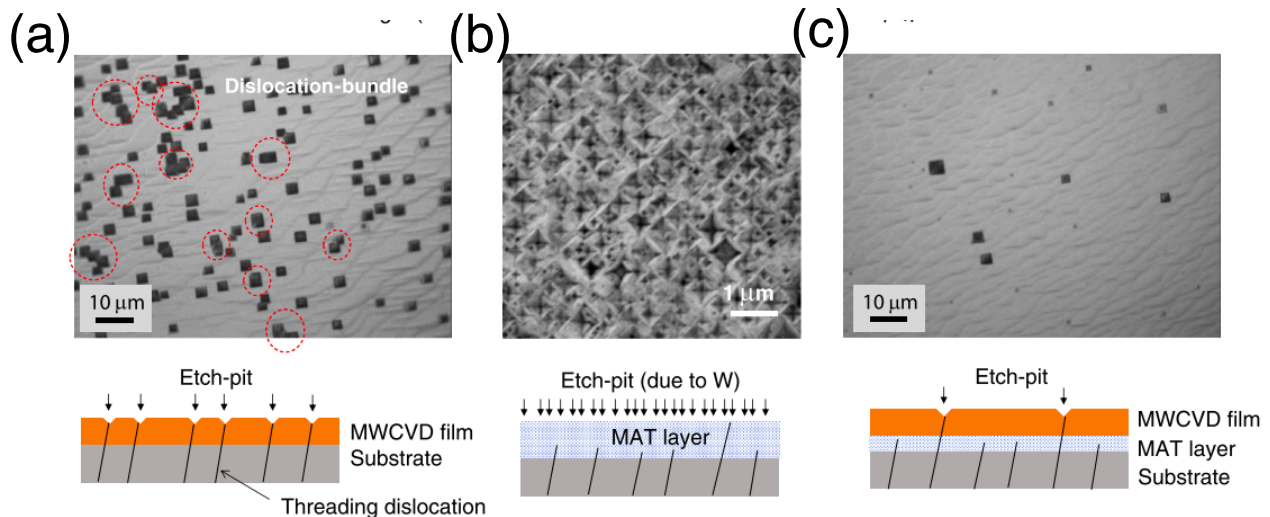 (a)
(b)
(c)
Dislocation-bundle
10 μm
1 μm
10 μm
Etch-pit
MWCVD film
Substrate
Threading dislocation
Etch-pit (due to W)
MAT layer
Etch-pit
MWCVD film
MAT layer
Substrate